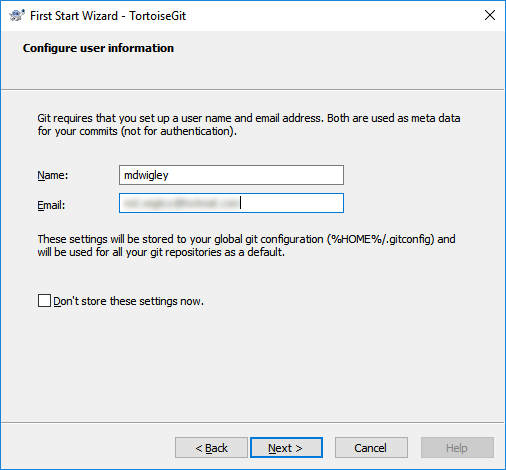 First Start Wizard - TortoiseGit
Configure user information
Git requires that you set up a user name and email address. Both are used as meta data
for your commits (not for authentication).
Name: mdwigley
Email:
These settings will be stored to your global git configuration (%HOME%/.gitconfig) and
will be used for all your git repositories as a default.
Don't store these settings now.
< Back Next > Cancel Help